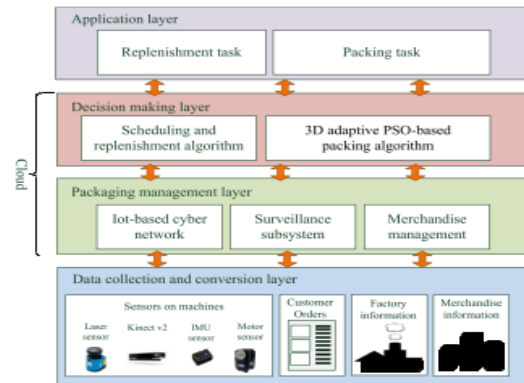 Application layer
Replenishment task
Packing task
Decision making layer
Scheduling and
replenishment algorithm
3D adaptive PSO-based
packing algorithm
Cloud
Packaging management layer
Iot-based cyber
network
Surveillance
subsystem
Merchandise
management
Data collection and conversion layer
Sensors on machines
Laser
sensor
Kinect v2
IMU
sensor
Motor
sensor
Customer
Orders
Factory
information
Merchandise
information